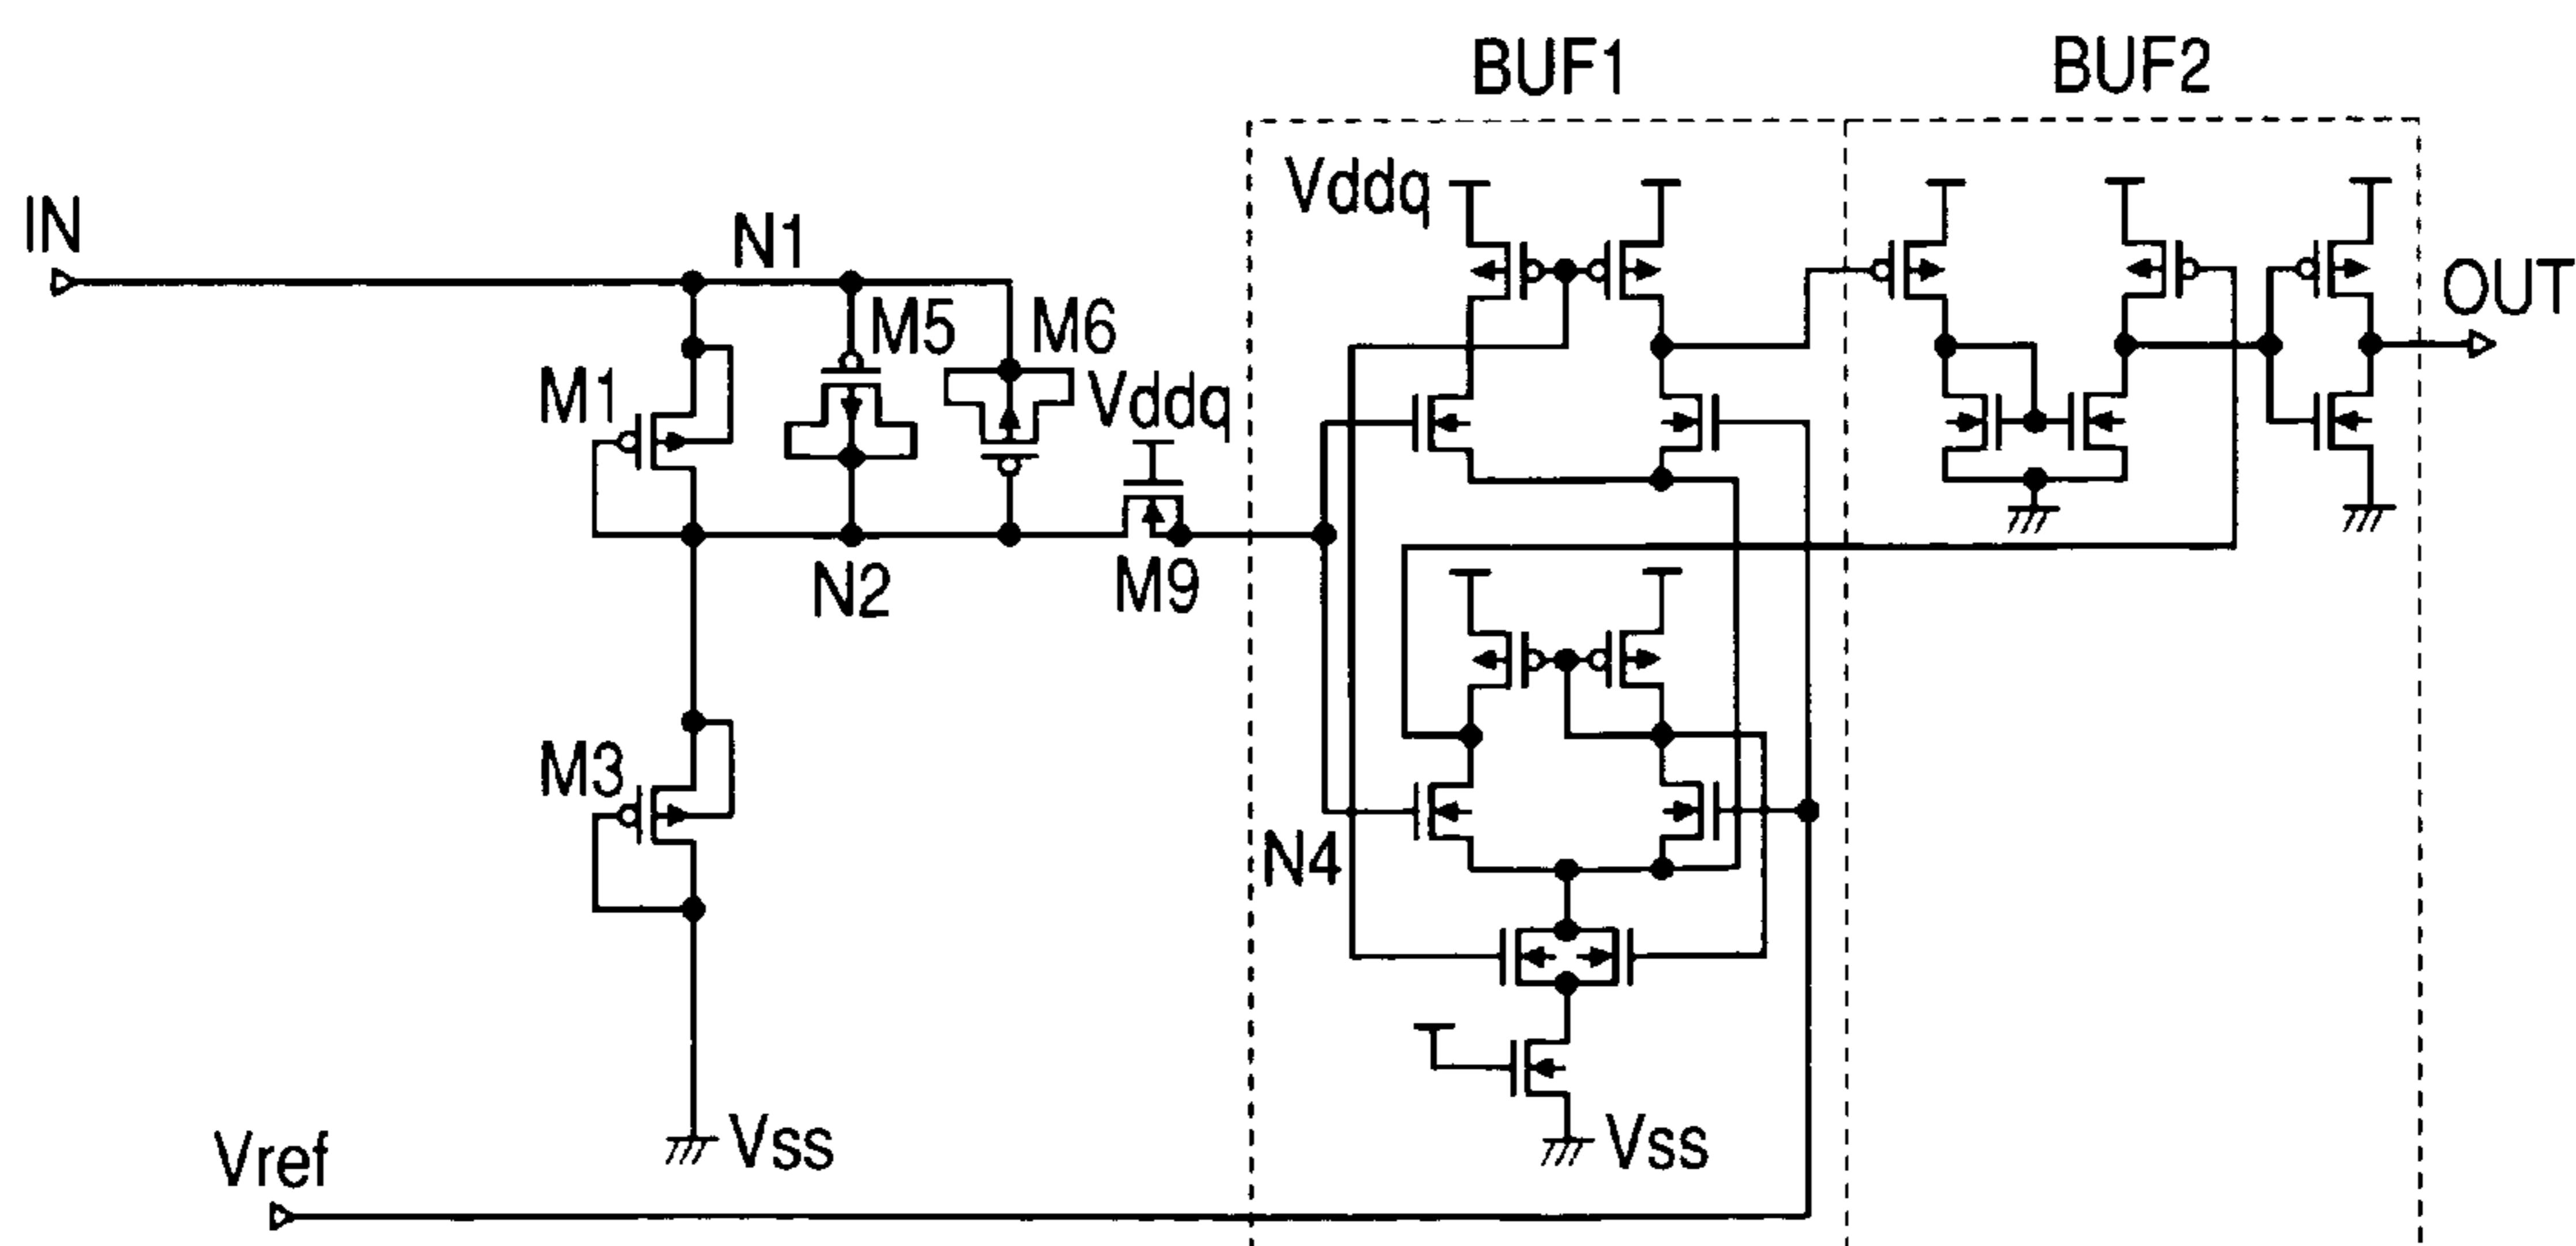 BUF1
BUF2
Vddq
IN
N1
M5
M6
OUT
M1
Vddq
N2
M9
M3
N4
Vss
Vss
Vref